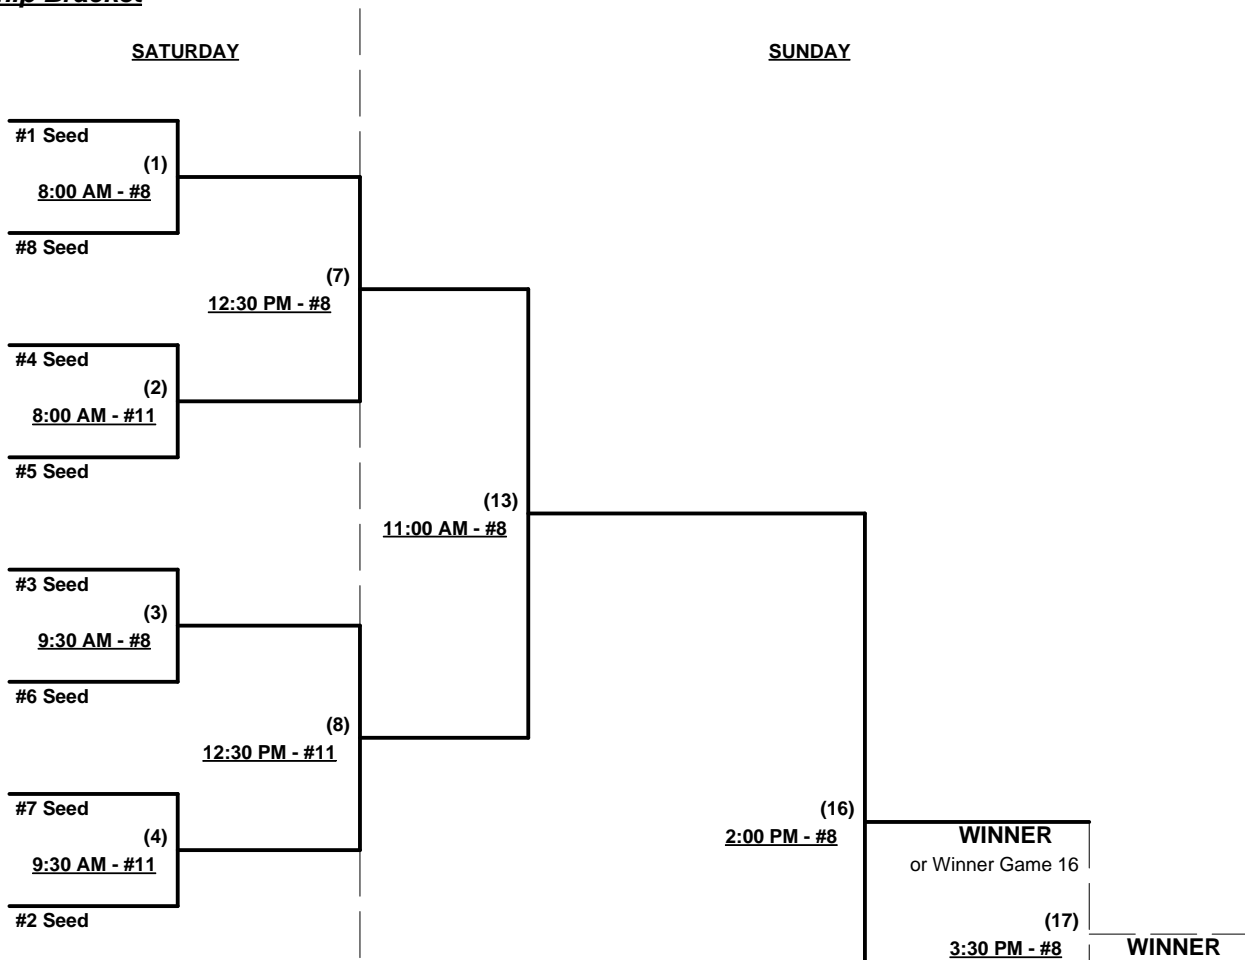 SATURDAY
SUNDAY
#1 Seed
(1)
8:00 AM - #8
#8 Seed
(7)
12:30 PM - #8
#4 Seed
(2)
8:00 AM - #11
#5 Seed
(13)
11:00 AM - #8
#3 Seed
(3)
9:30 AM - #8
#6 Seed
(8)
12:30 PM - #11
#7 Seed
(4)
9:30 AM - #11
#2 Seed
(16)
2:00 PM - #8
WINNER
or Winner Game 16
(17)
3:30 PM - #8
WINNER